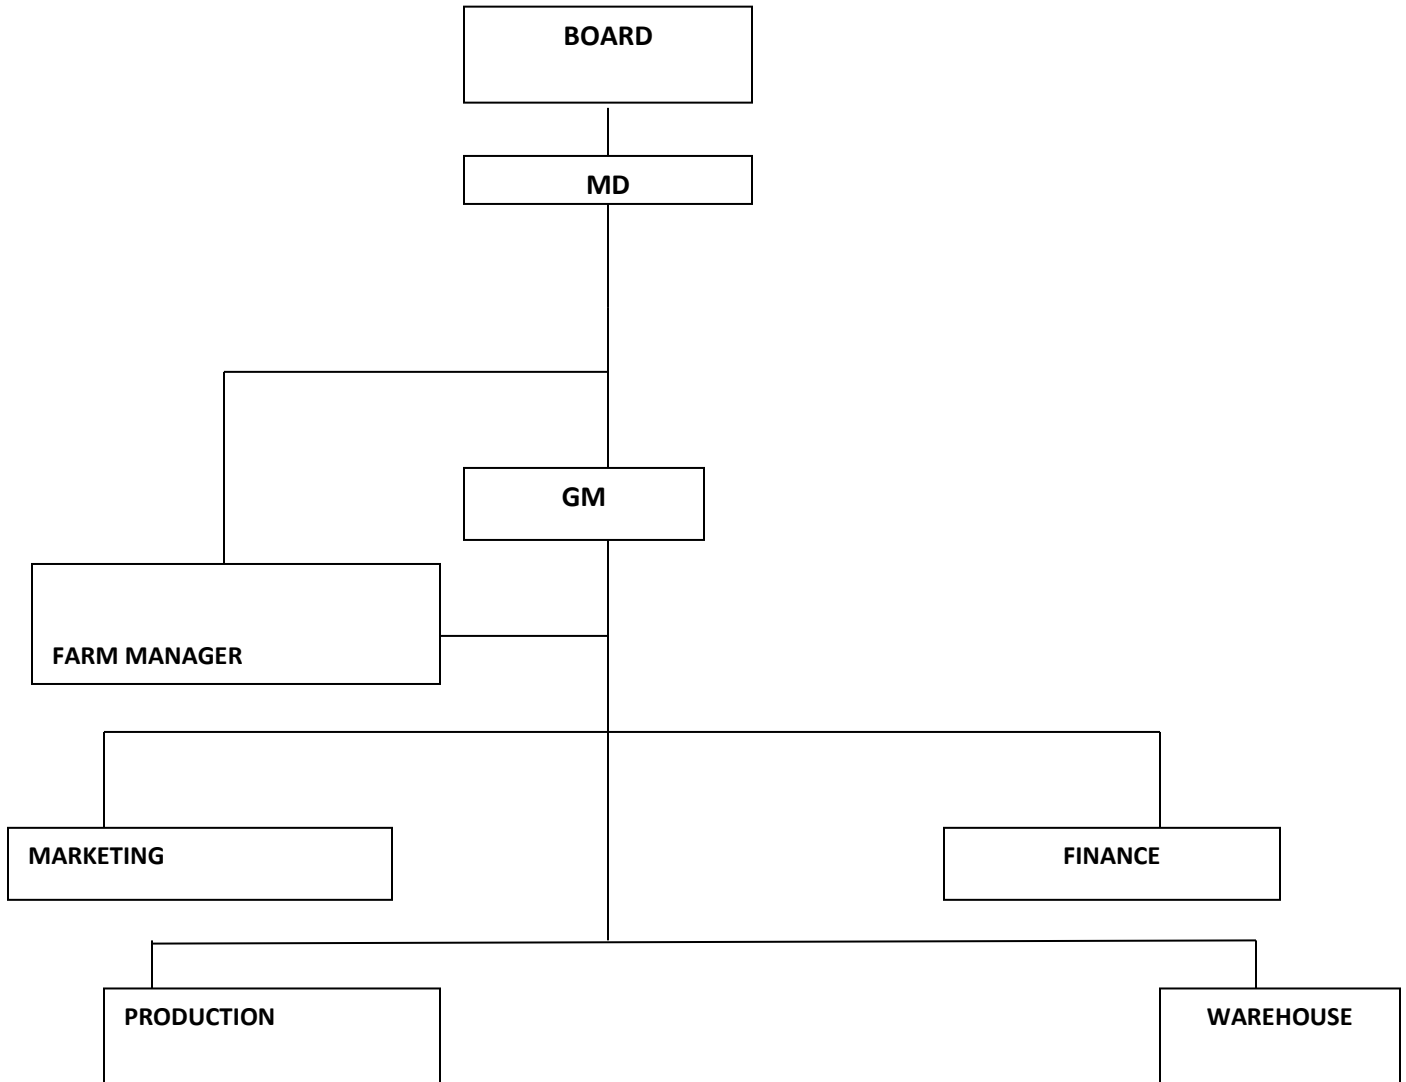 BOARD
MD
GM
FARM MANAGER
MARKETING
FINANCE
PRODUCTION
WAREHOUSE